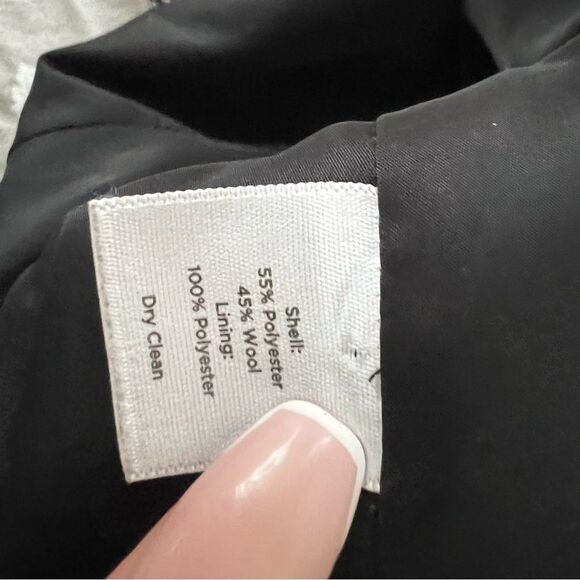 Shell:
55% Polyester
45% Wool
Lining:
100% Polyester
Dry Clean